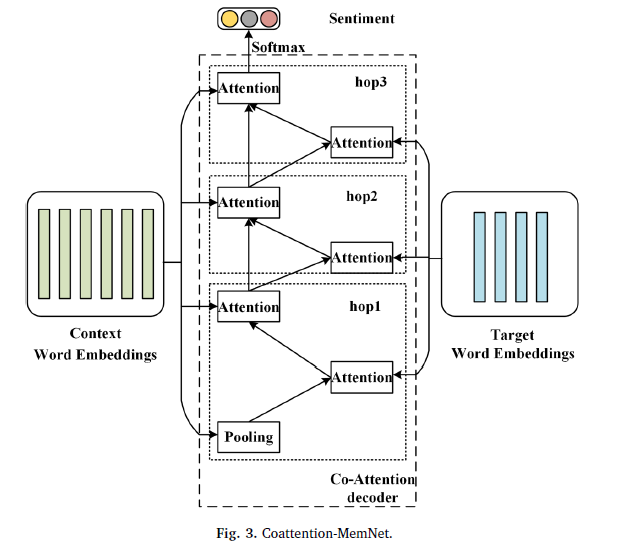 Sentiment
Softmax
hop3
Attention
Attention
hop2
Attention
Attention
hop1
Attention
Attention
Pooling
Context
Word Embeddings
Target
Word Embeddings
Co-Attention
decoder
Fig. 3. Coattention-MemNet.